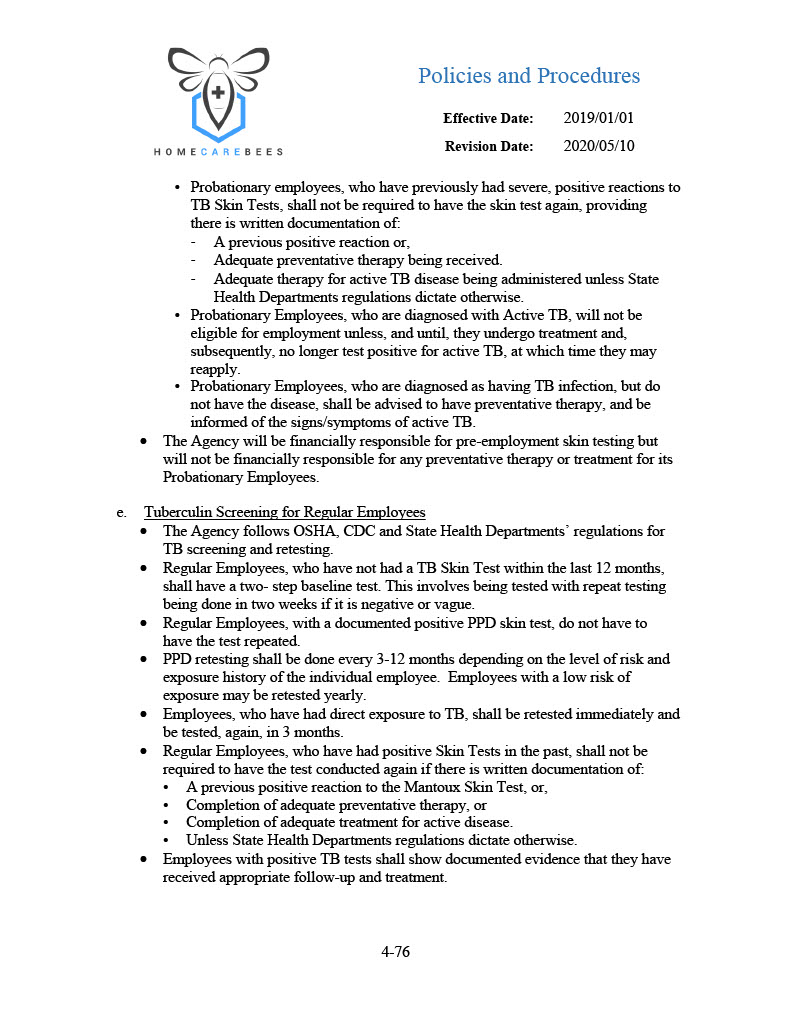 Policies and Procedures
Effective Date: 2019/01/01
Revision Date: 2020/05/10
HOMECAREBEES
• Probationary employees, who have previously had severe, positive reactions to
TB Skin Tests, shall not be required to have the skin test again, providing
there is written documentation of:
- A previous positive reaction or,
- Adequate preventative therapy being received.
- Adequate therapy for active TB disease being administered unless State
Health Departments regulations dictate otherwise.
• Probationary Employees, who are diagnosed with Active TB, will not be
eligible for employment unless, and until, they undergo treatment and,
subsequently, no longer test positive for active TB, at which time they may
reapply.
• Probationary Employees, who are diagnosed as having TB infection, but do
not have the disease, shall be advised to have preventative therapy, and be
informed of the signs/symptoms of active TB.
• The Agency will be financially responsible for pre-employment skin testing but
will not be financially responsible for any preventative therapy or treatment for its
Probationary Employees.
e. Tuberculin Screening for Regular Employees
• The Agency follows OSHA, CDC and State Health Departments' regulations for
TB screening and retesting.
• Regular Employees, who have not had a TB Skin Test within the last 12 months,
shall have a two- step baseline test. This involves being tested with repeat testing
being done in two weeks if it is negative or vague.
• Regular Employees, with a documented positive PPD skin test, do not have to
have the test repeated.
• PPD retesting shall be done every 3-12 months depending on the level of risk and
exposure history of the individual employee.  Employees with a low risk of
exposure may be retested yearly.
• Employees, who have had direct exposure to TB, shall be retested immediately and
be tested, again, in 3 months.
• Regular Employees, who have had positive Skin Tests in the past, shall not be
required to have the test conducted again if there is written documentation of:
• A previous positive reaction to the Mantoux Skin Test, or,
• Completion of adequate preventative therapy, or
• Completion of adequate treatment for active disease.
• Unless State Health Departments regulations dictate otherwise.
• Employees with positive TB tests shall show documented evidence that they have
received appropriate follow-up and treatment.
4-76